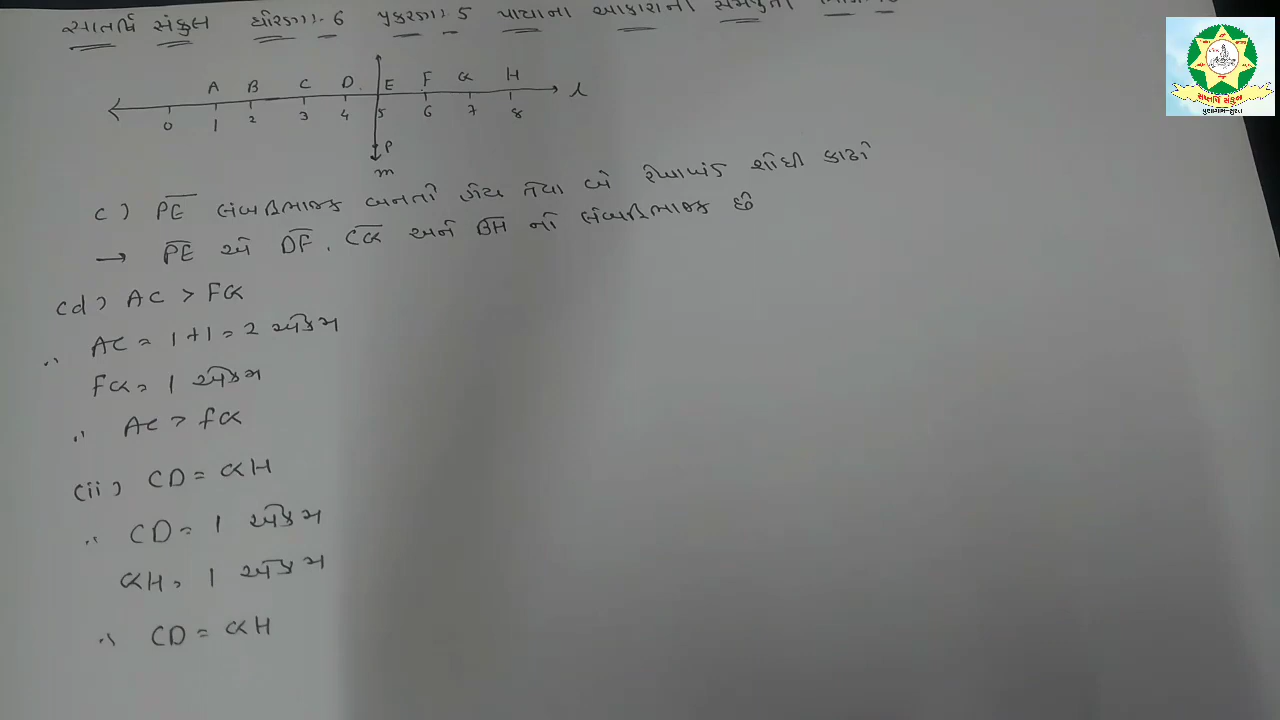 સાતર્ષિ સંકુલ ધોરણ:- 6 પ્રકરણ:- 5 પાયાના આકારોની સમજૂતી
A B C D E F G H l
0 1 2 3 4 5 6 7 8
P
m
c) PE લંબદ્વિભાજક બનતો હોય તેવા બે રેખાખંડ શોધી કાઢો
→ PE એ DF, CG અને BH નો લંબદ્વિભાજક છે
(d) AC > FG
∴ AC = 1+1 = 2 એકમ
FG = 1 એકમ
∴ AC > FG
(ii) CD = GH
∴ CD = 1 એકમ
GH = 1 એકમ
∴ CD = GH
સાતર્ષિ સંકુલ
પુણાગામ-સુરત